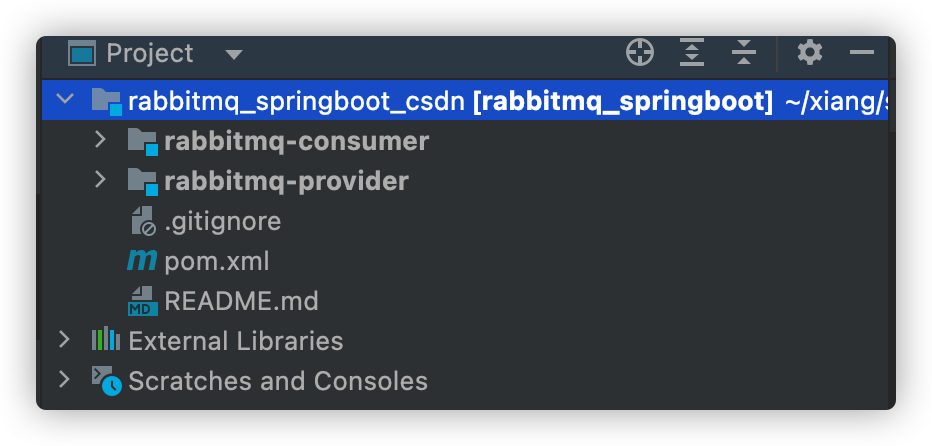 Project
rabbitmq_springboot_csdn [rabbitmq_springboot] ~/xiang/
rabbitmq-consumer
rabbitmq-provider
.gitignore
m pom.xml
MD README.md
External Libraries
Scratches and Consoles